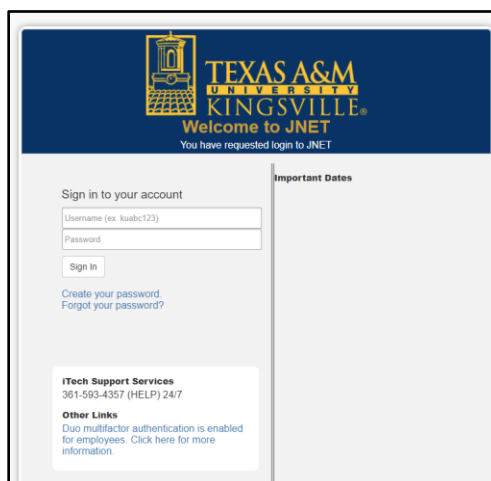 TEXAS A&M
UNIVERSITY
KINGSVILLE®
Welcome to JNET
You have requested login to JNET
Sign in to your account
Username (ex. kuabc123)
Password
Sign In
Create your password.
Forgot your password?
iTech Support Services
361-593-4357 (HELP) 24/7
Other Links
Duo multifactor authentication is enabled
for employees. Click here for more
information.
Important Dates